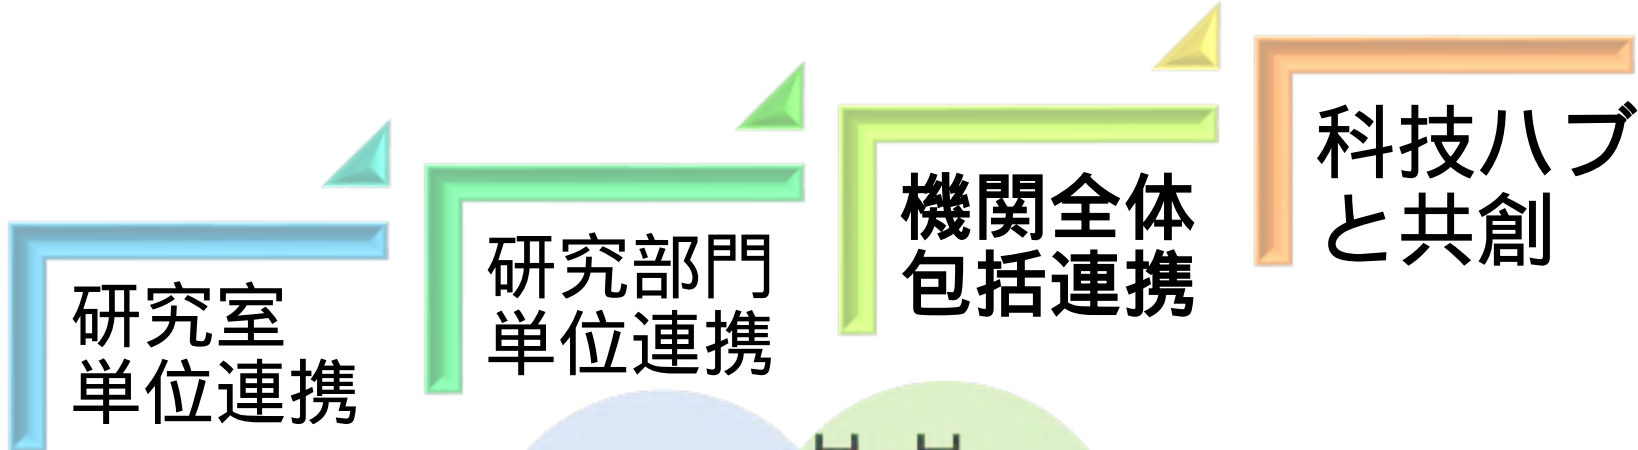 研究室
単位連携
研究部門
単位連携
機関全体
包括連携
科技ハブ
と共創